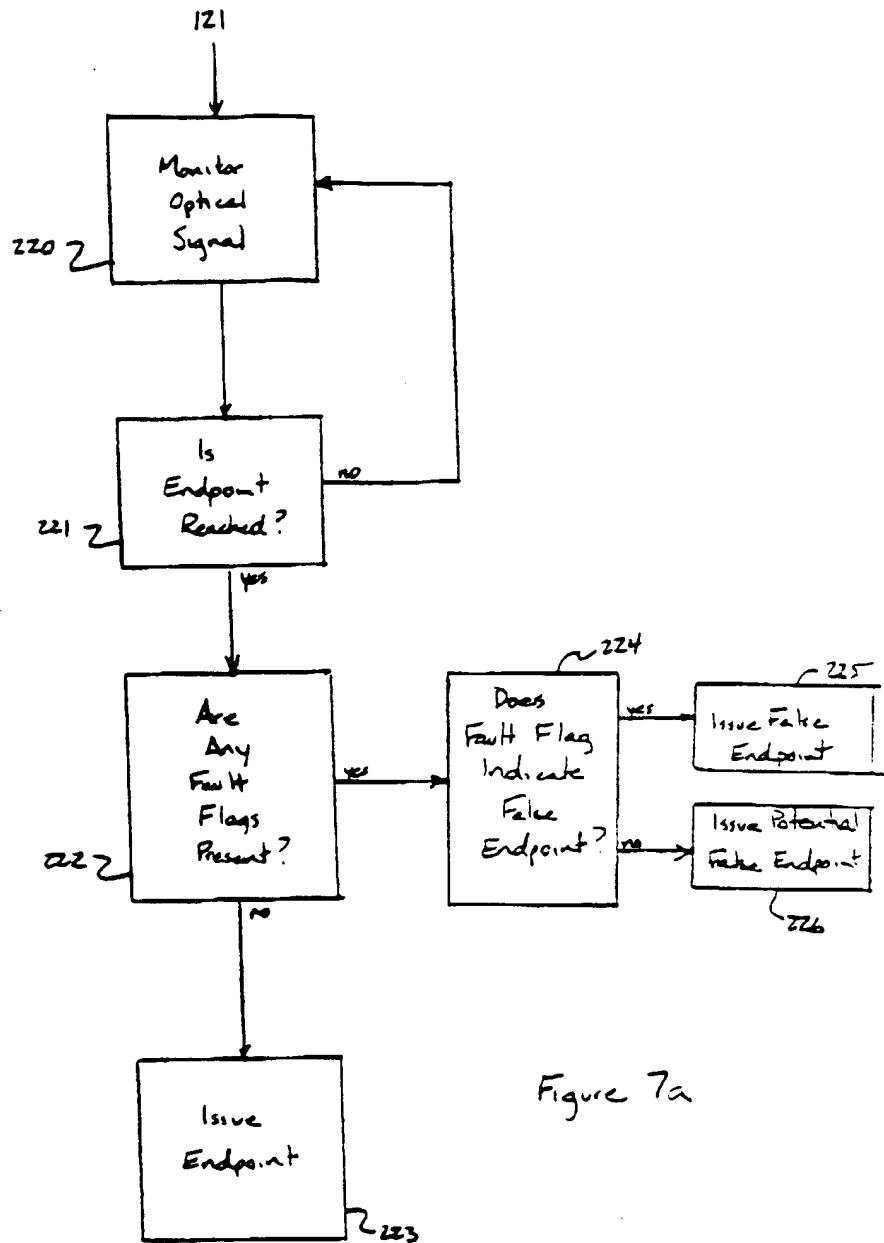 121
Monitor
Optical
Signal
220
Is
Endpoint
Reached?
no
221
yes
224
225
Are
Any
Fault
Flags
Present?
yes
222
no
Does
Fault Flag
Indicate
False
Endpoint?
yes
no
Issue False
Endpoint
Issue Potential
False Endpoint
226
Issue
Endpoint
223
Figure 7a